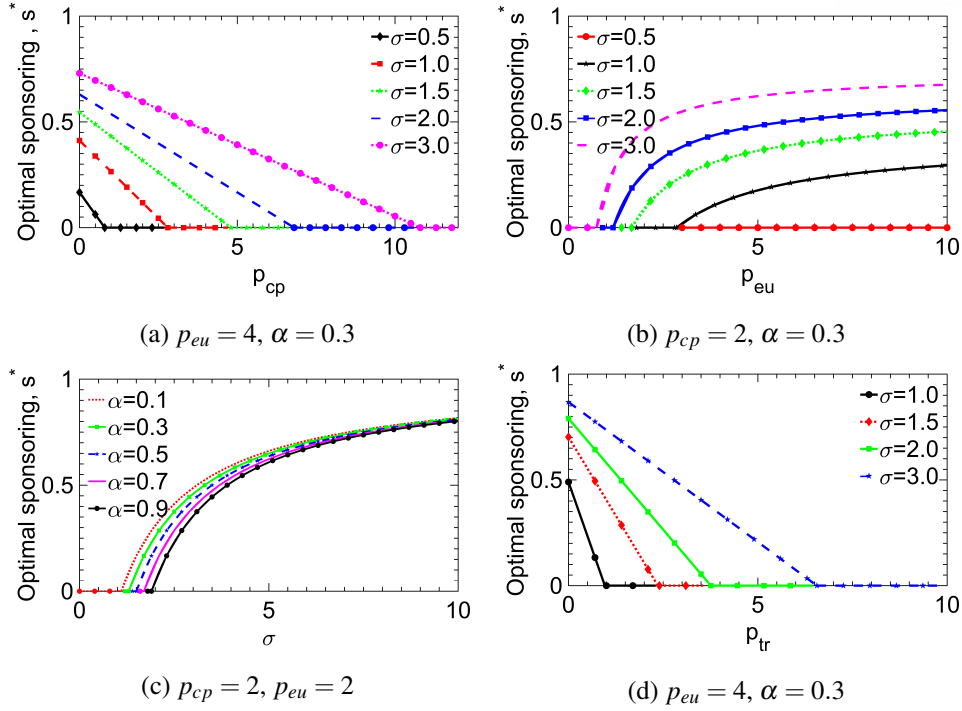 Optimal sponsoring, s*
1
0.5
0
0
5
10
p_cp
σ=0.5
σ=1.0
σ=1.5
σ=2.0
σ=3.0
(a) p_eu = 4, α = 0.3
Optimal sponsoring, s*
1
0.5
0
0
5
10
p_eu
σ=0.5
σ=1.0
σ=1.5
σ=2.0
σ=3.0
(b) p_cp = 2, α = 0.3
Optimal sponsoring, s*
1
0.5
0
0
5
10
σ
α=0.1
α=0.3
α=0.5
α=0.7
α=0.9
(c) p_cp = 2, p_eu = 2
Optimal sponsoring, s*
1
0.5
0
0
5
10
p_tr
σ=1.0
σ=1.5
σ=2.0
σ=3.0
(d) p_eu = 4, α = 0.3